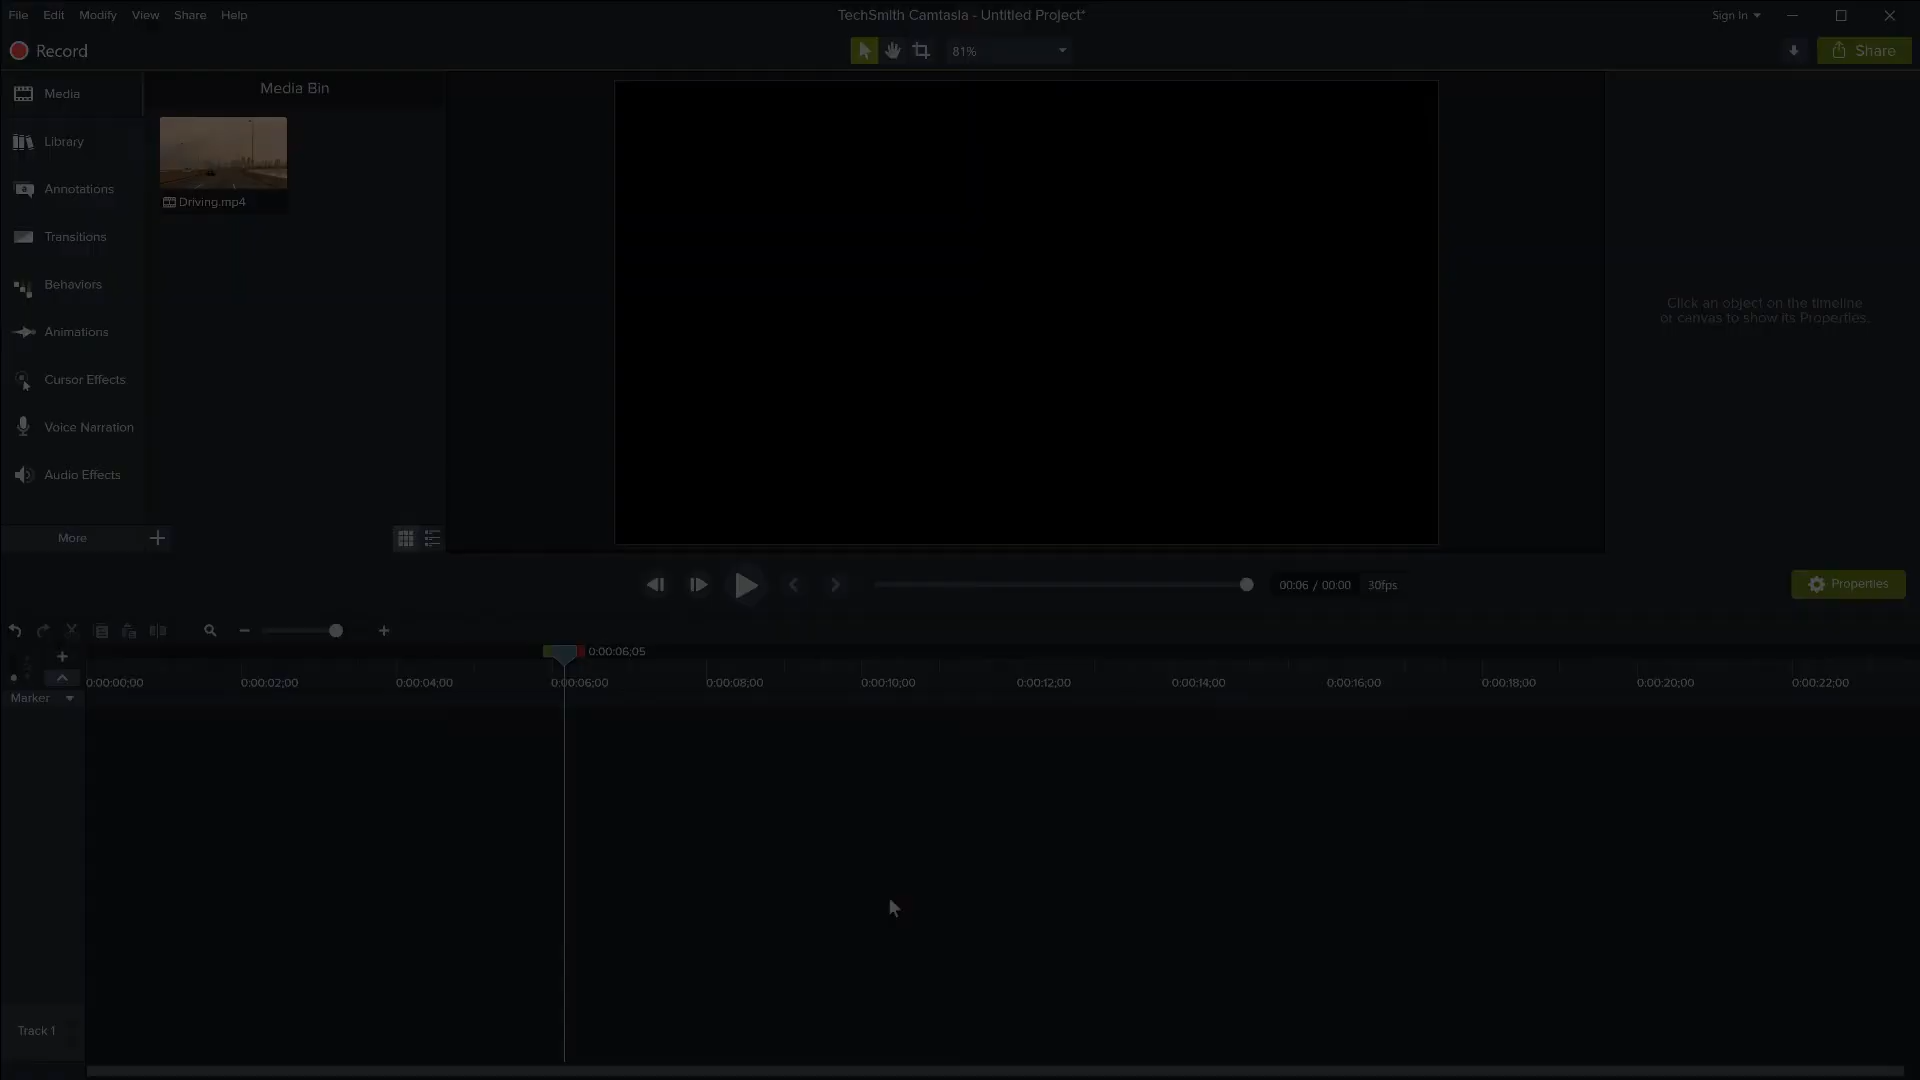 File Edit Modify View Share Help
TechSmith Camtasia - Untitled Project*
Sign In
Record
81%
Share
Media
Media Bin
Library
Driving.mp4
Annotations
Transitions
Behaviors
Animations
Cursor Effects
Voice Narration
Audio Effects
More
Click an object on the timeline
or canvas to show its Properties.
00:06 / 00:00 30fps
Properties
0:00:06;05
0:00:00;00 0:00:02;00 0:00:04;00 0:00:06;00 0:00:08;00 0:00:10;00 0:00:12;00 0:00:14;00 0:00:16;00 0:00:18;00 0:00:20;00 0:00:22;00
Marker
Track 1